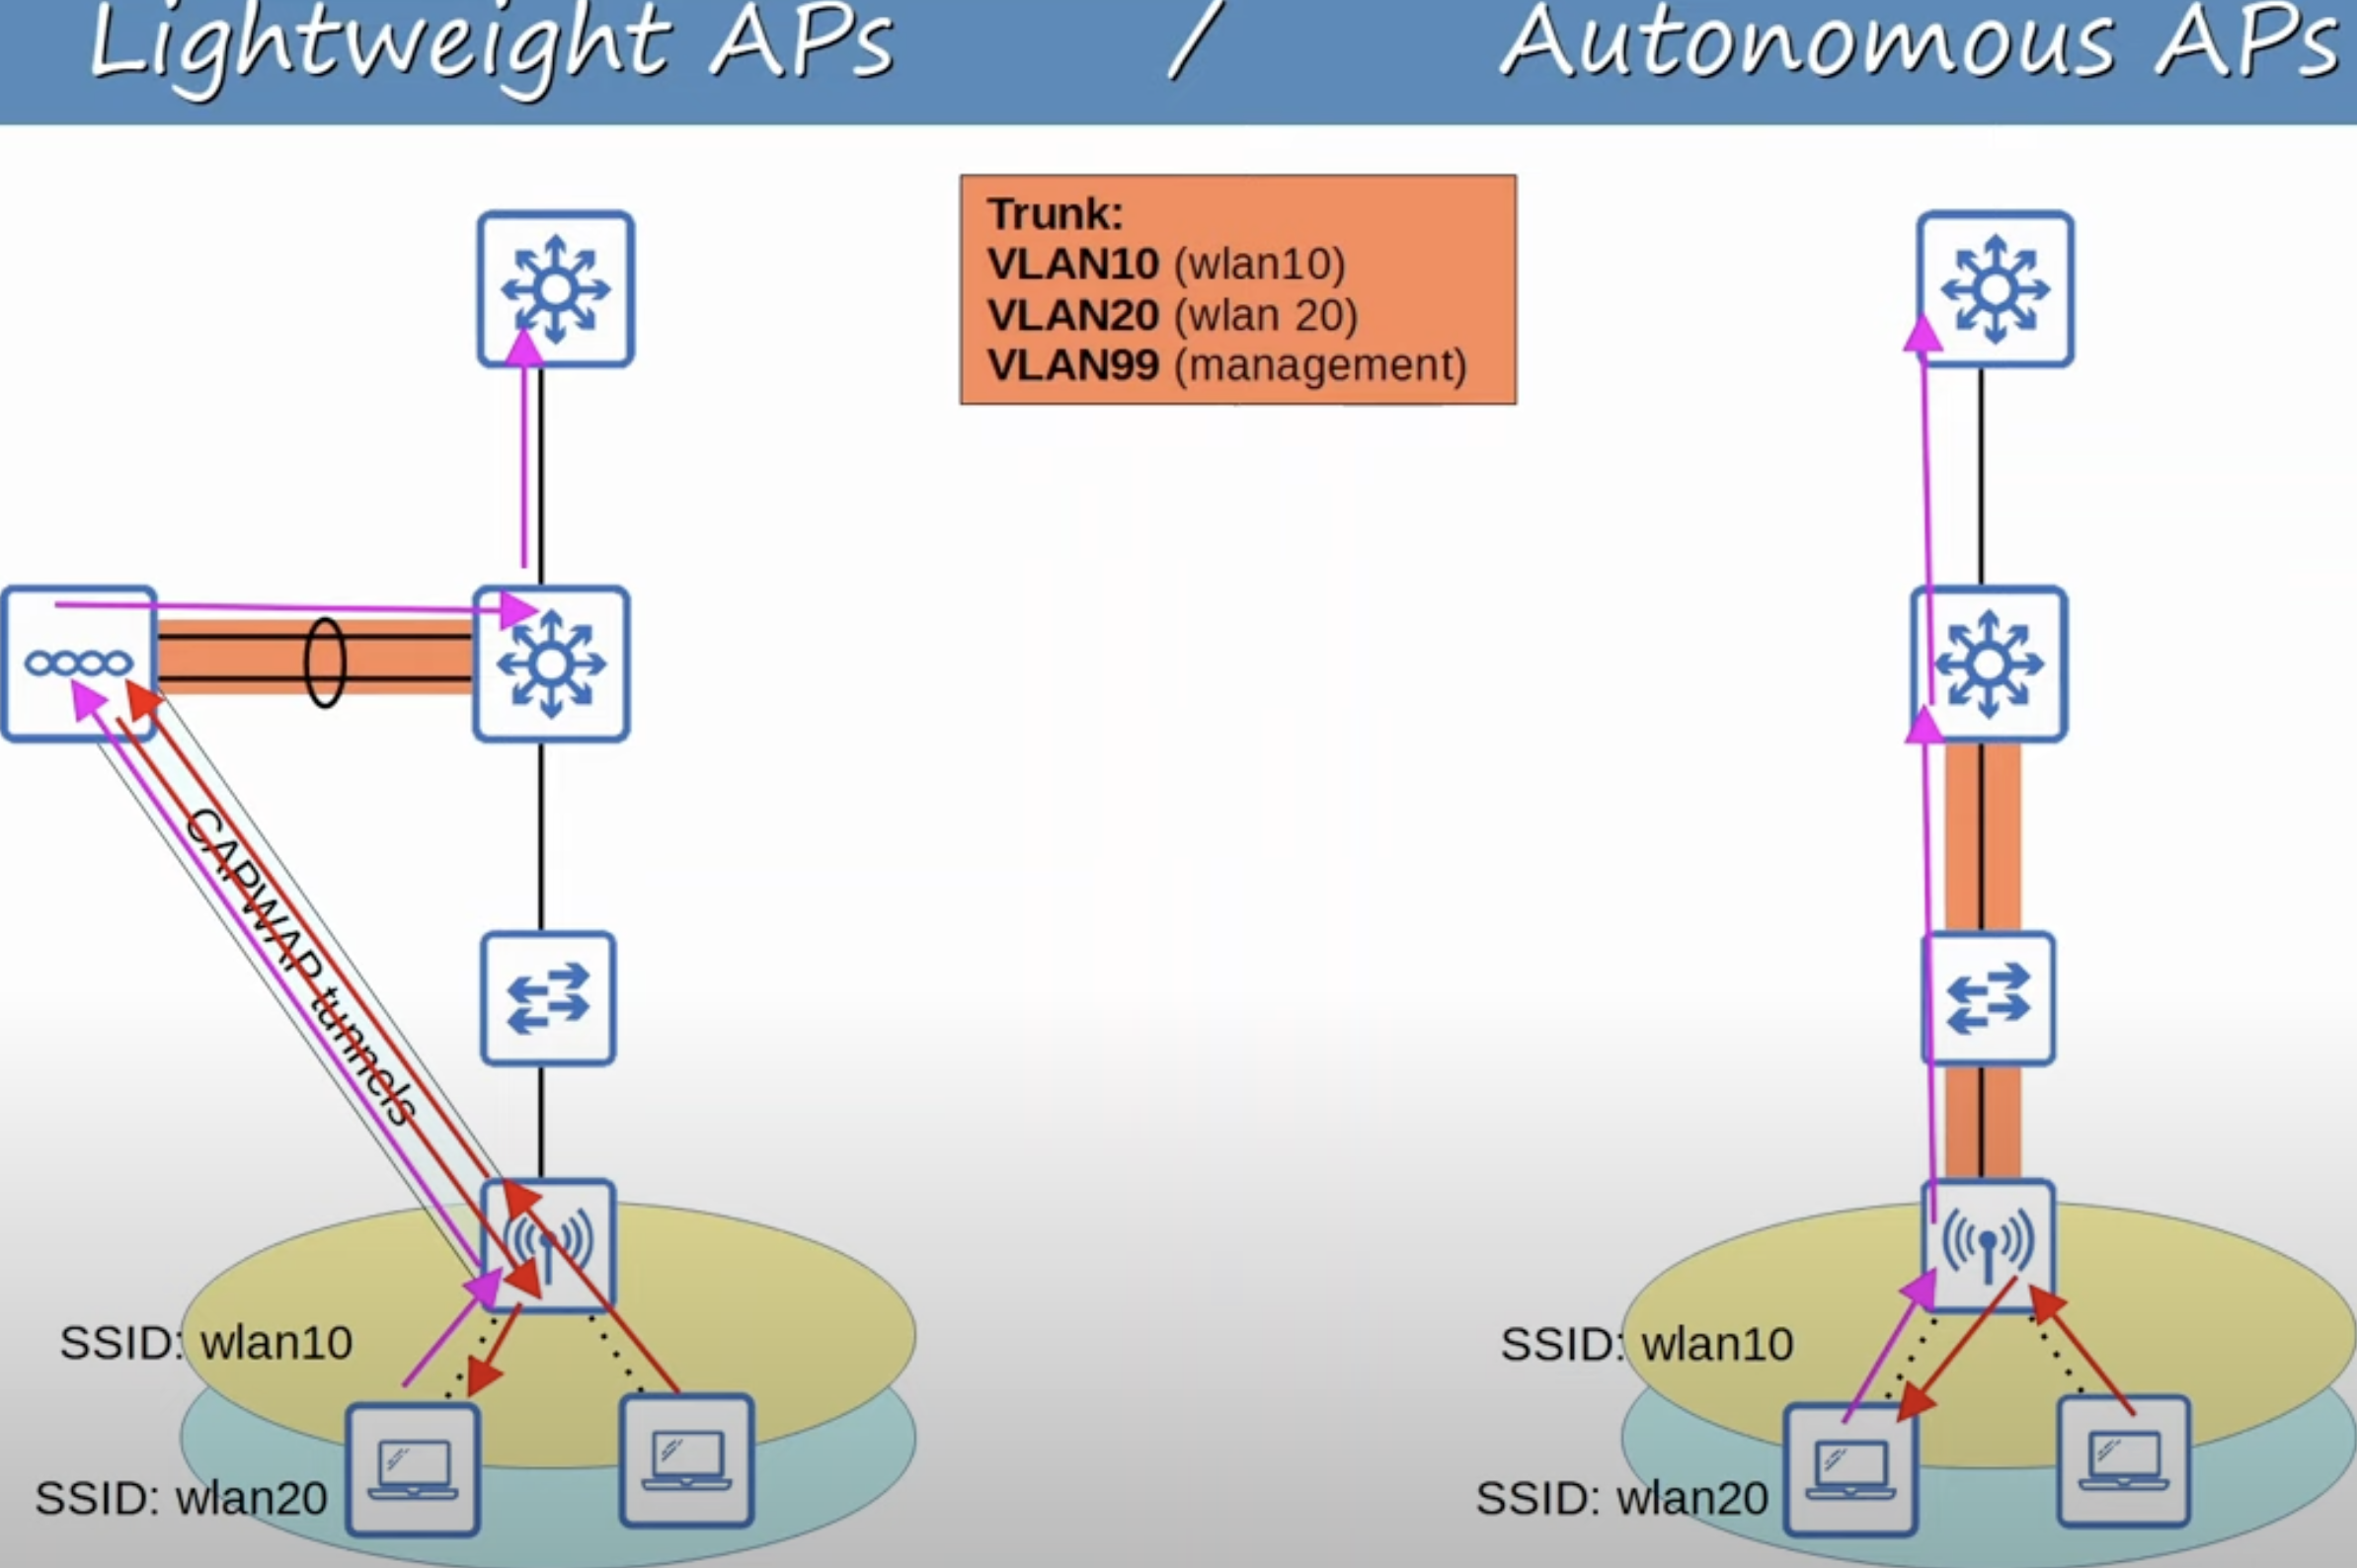 Lightweight APs / Autonomous APs
Trunk:
VLAN10 (wlan10)
VLAN20 (wlan 20)
VLAN99 (management)
CAPWAP tunnels
SSID: wlan10
SSID: wlan20
SSID: wlan10
SSID: wlan20